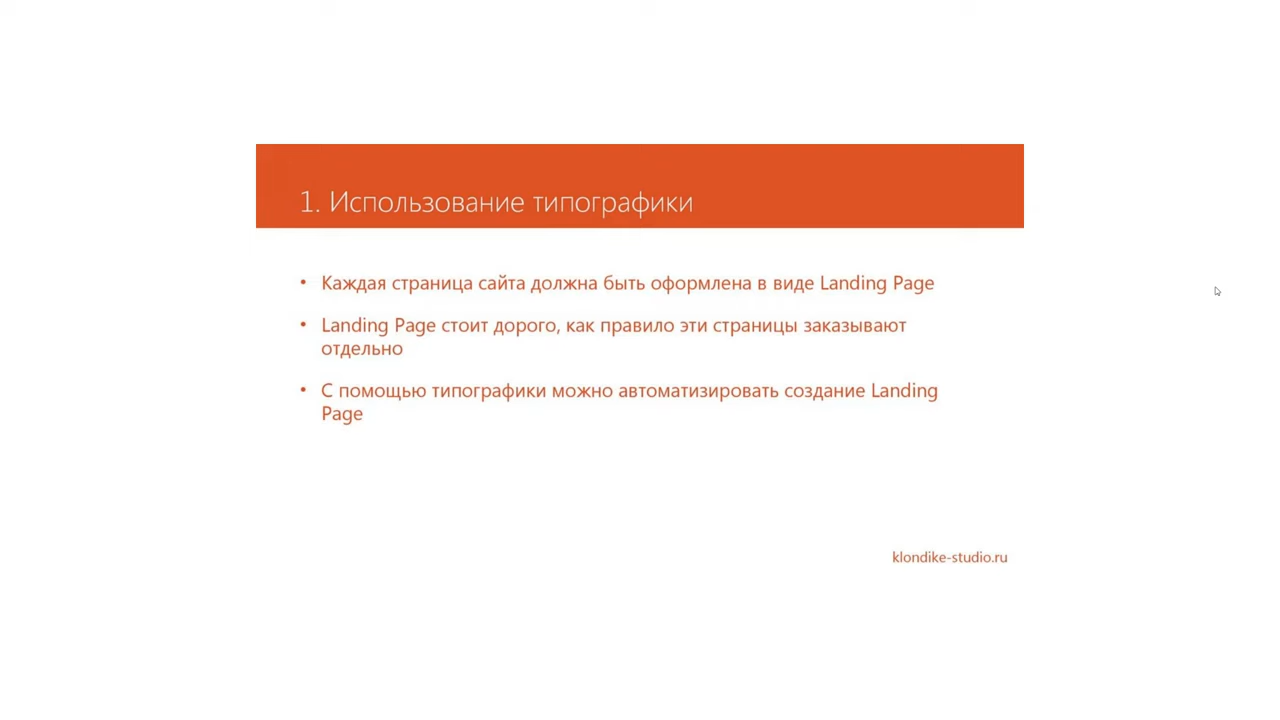 1. Использование типографики
• Каждая страница сайта должна быть оформлена в виде Landing Page
• Landing Page стоит дорого, как правило эти страницы заказывают
отдельно
• С помощью типографики можно автоматизировать создание Landing
Page
klondike-studio.ru